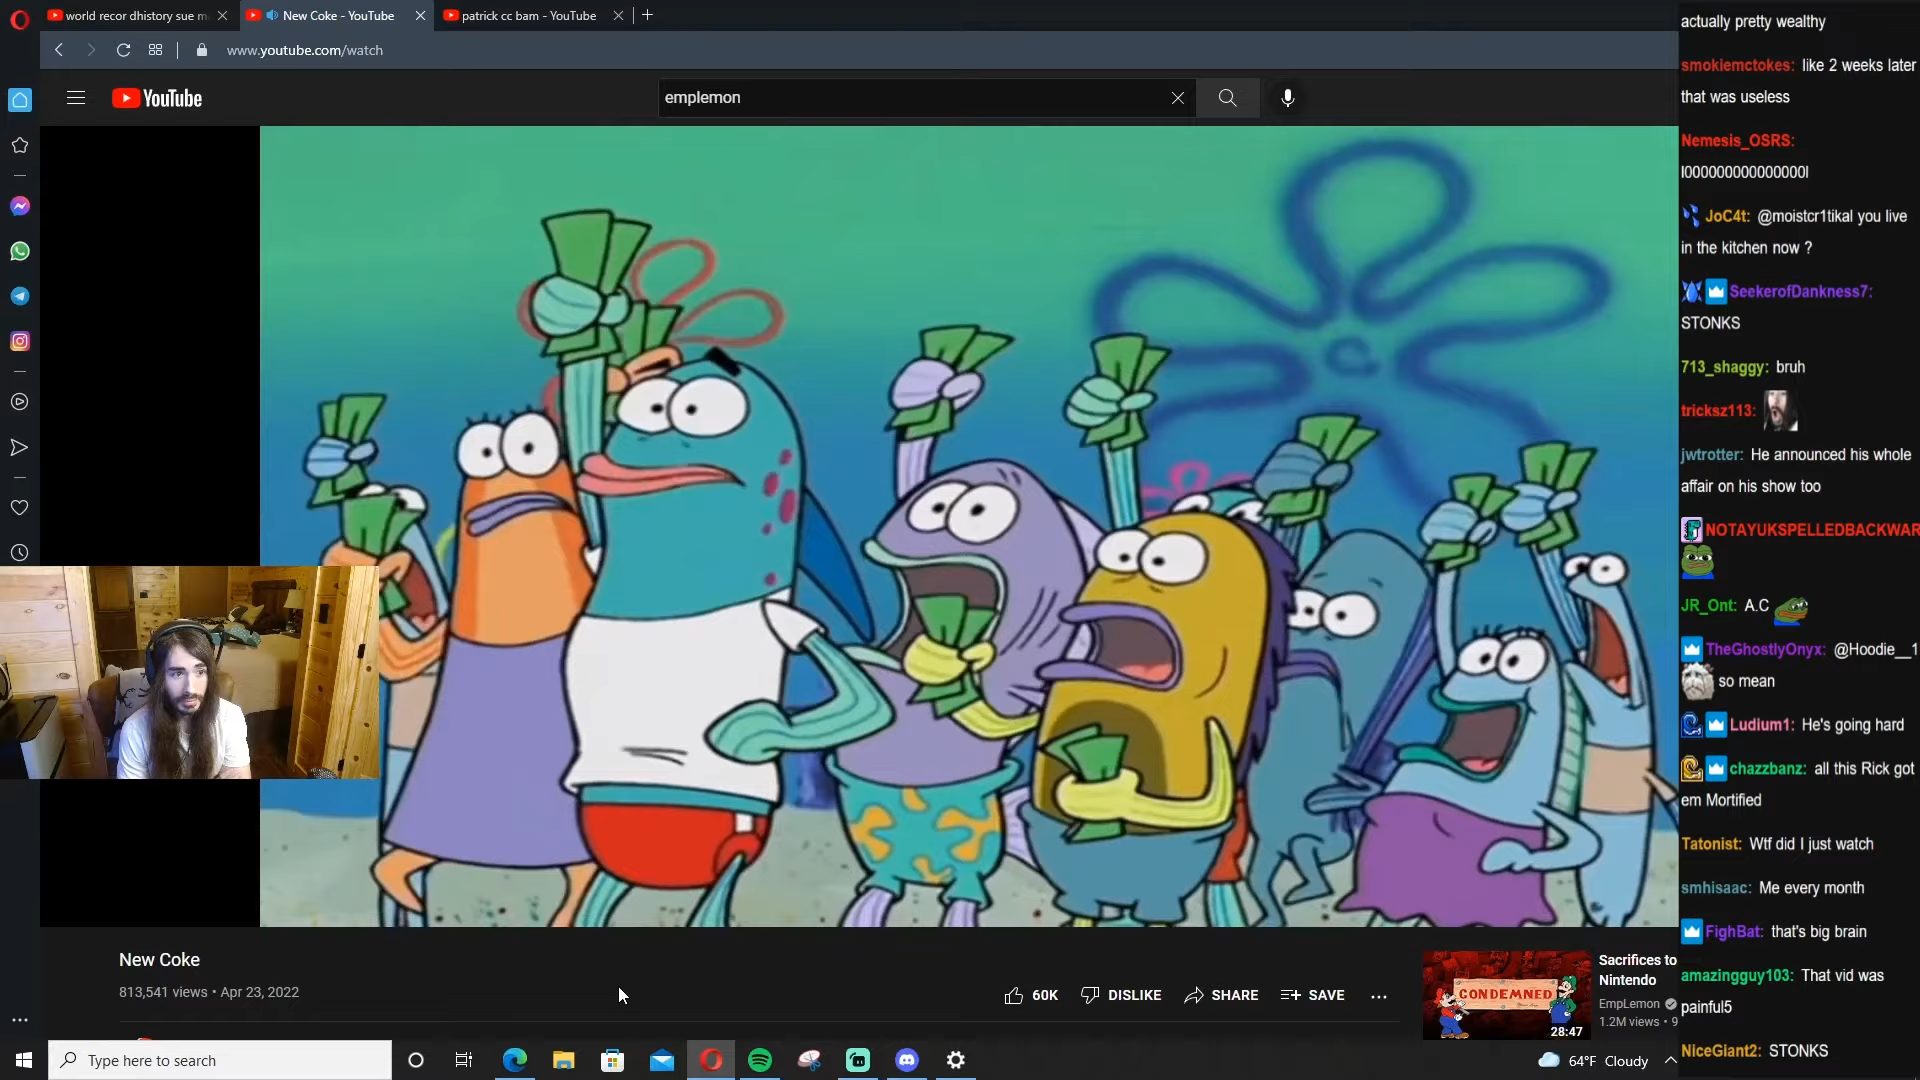 world recor dhistory sue m
New Coke - YouTube
patrick cc bam - YouTube
www.youtube.com/watch
YouTube
emplemon
New Coke
813,541 views • Apr 23, 2022
60K
DISLIKE
SHARE
SAVE
CONDEMNED
28:47
Sacrifices to
Nintendo
EmpLemon
1.2M views • 9
Type here to search
64°F Cloudy
actually pretty wealthy
smokiemctokes: like 2 weeks later
that was useless
Nemesis_OSRS:
JoC4t: @moistcr1tikal you live
in the kitchen now ?
SeekerofDankness7:
STONKS
713_shaggy: bruh
tricksz113:
jwtrotter: He announced his whole
affair on his show too
NOTAYUKSPELLEDBACKWAR
JR_Ont: A.C
TheGhostlyOnyx: @Hoodie__1
so mean
Ludium1: He's going hard
chazzbanz: all this Rick got
em Mortified
Tatonist: Wtf did I just watch
smhisaac: Me every month
FighBat: that's big brain
amazingguy103: That vid was
painful5
NiceGiant2: STONKS